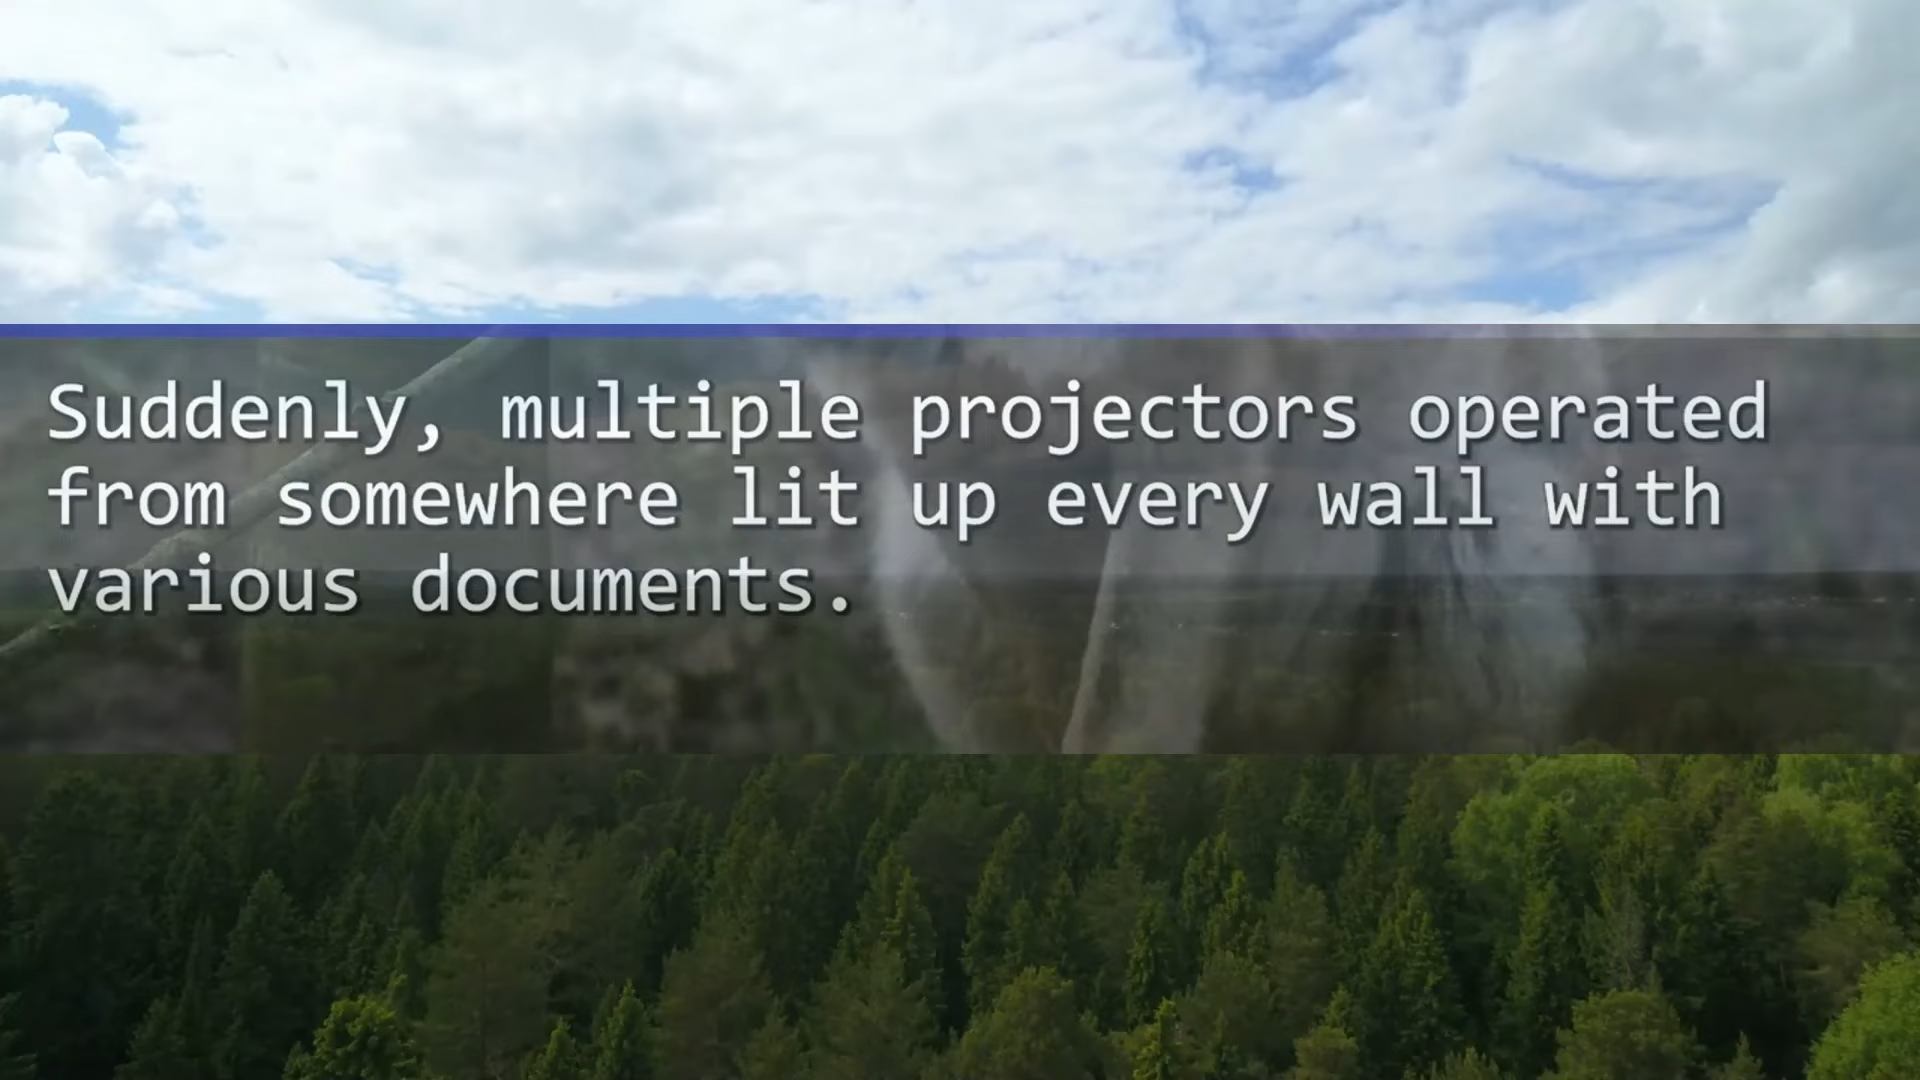 Suddenly, multiple projectors operated
from somewhere lit up every wall with
various documents.